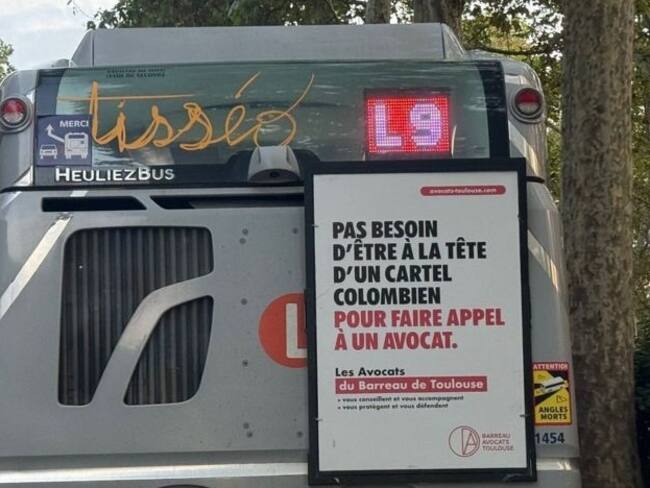 tisséo
L9
MERCI
HEULIEZBUS
avocats-toulouse.com
PAS BESOIN
D'ÊTRE À LA TÊTE
D'UN CARTEL
COLOMBIEN
POUR FAIRE APPEL
À UN AVOCAT.
Les Avocats
du Barreau de Toulouse
• vous conseillent et vous accompagnent
• vous protègent et vous défendent
BARREAU
AVOCATS
TOULOUSE
L
ATTENTION
ANGLES
MORTS
1454